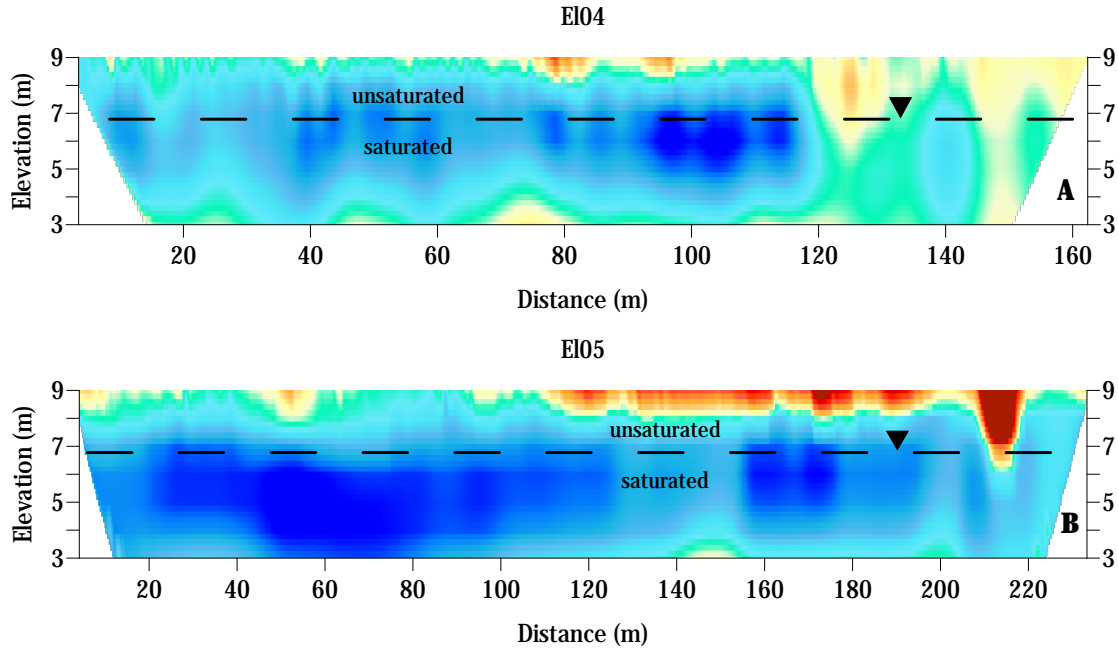 El04
Elevation (m)
9 9
7 7
5 5
3 3
unsaturated
saturated
A
20 40 60 80 100 120 140 160
Distance (m)
El05
Elevation (m)
9 9
7 7
5 5
3 3
unsaturated
saturated
B
20 40 60 80 100 120 140 160 180 200 220
Distance (m)